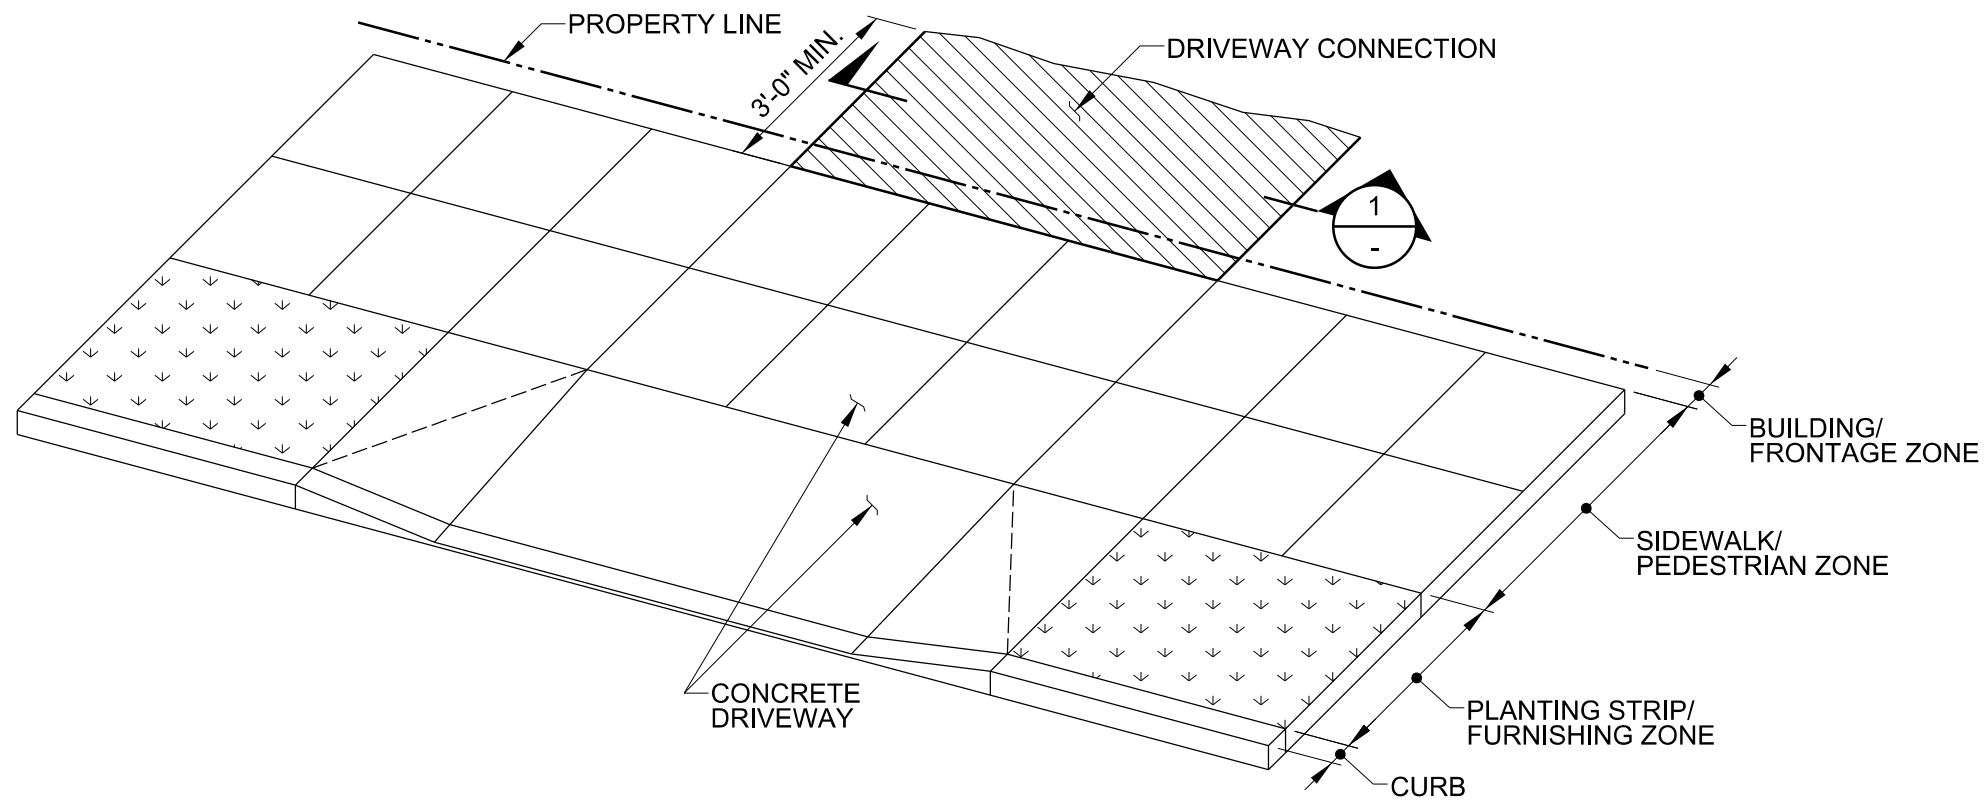 PROPERTY LINE
3'-0" MIN.
DRIVEWAY CONNECTION
1
-
BUILDING/
FRONTAGE ZONE
SIDEWALK/
PEDESTRIAN ZONE
CONCRETE
DRIVEWAY
PLANTING STRIP/
FURNISHING ZONE
CURB